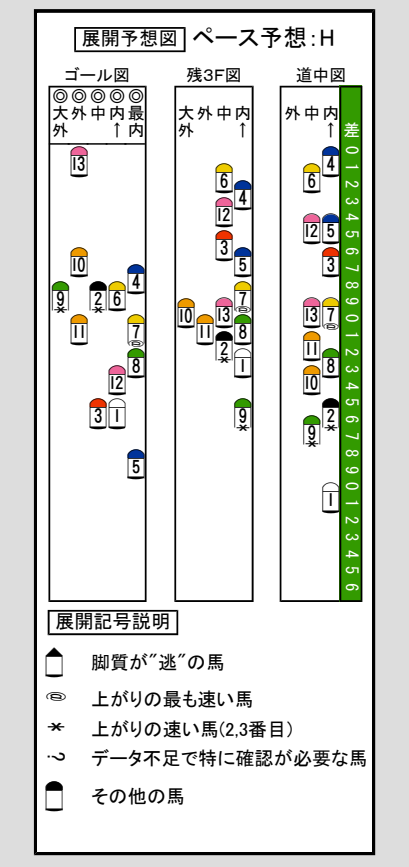 展開予想図 ペース予想:H
ゴール図 残3F図 道中図
◎◎◎◎◎
大外 外 中 内↑ 最内
大外 外 中 内↑
外 中 内↑
差
0 1 2 3 4 5 6 7 8 9 0 1 2 3 4 5 6 7 8 9 0 1 2 3 4 5 6
13
10
4
9 2 6
11 7
8
12
3 1
5
6
4
12
3
5
7
10 13
11 8
2
1
9
4
6
12 5
3
13 7
11
8
10
2
9
1
展開記号説明
脚質が"逃"の馬
◎ 上がりの最も速い馬
* 上がりの速い馬(2,3番目)
? データ不足で特に確認が必要な馬
その他の馬